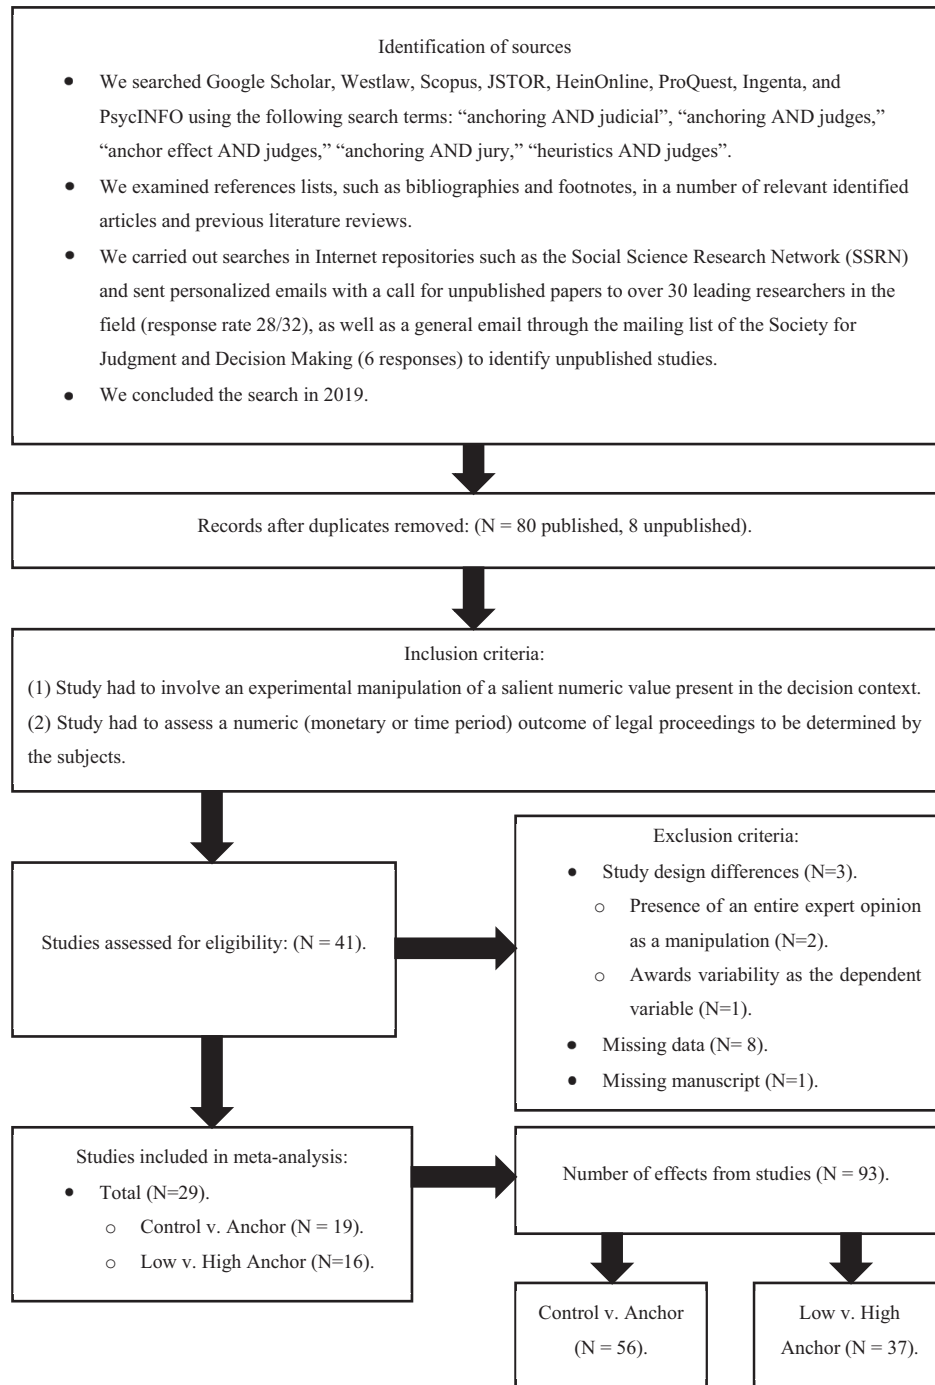 Identification of sources
● We searched Google Scholar, Westlaw, Scopus, JSTOR, HeinOnline, ProQuest, Ingenta, and
PsycINFO using the following search terms: “anchoring AND judicial”, “anchoring AND judges,”
“anchor effect AND judges,” “anchoring AND jury,” “heuristics AND judges”.
● We examined references lists, such as bibliographies and footnotes, in a number of relevant identified
articles and previous literature reviews.
● We carried out searches in Internet repositories such as the Social Science Research Network (SSRN)
and sent personalized emails with a call for unpublished papers to over 30 leading researchers in the
field (response rate 28/32), as well as a general email through the mailing list of the Society for
Judgment and Decision Making (6 responses) to identify unpublished studies.
● We concluded the search in 2019.
Records after duplicates removed: (N = 80 published, 8 unpublished).
Inclusion criteria:
(1) Study had to involve an experimental manipulation of a salient numeric value present in the decision context.
(2) Study had to assess a numeric (monetary or time period) outcome of legal proceedings to be determined by
the subjects.
Studies assessed for eligibility: (N = 41).
Exclusion criteria:
● Study design differences (N=3).
○ Presence of an entire expert opinion
as a manipulation (N=2).
○ Awards variability as the dependent
variable (N=1).
● Missing data (N= 8).
● Missing manuscript (N=1).
Studies included in meta-analysis:
● Total (N=29).
○ Control v. Anchor (N = 19).
○ Low v. High Anchor (N=16).
Number of effects from studies (N = 93).
Control v. Anchor
(N = 56).
Low v. High
Anchor (N = 37).